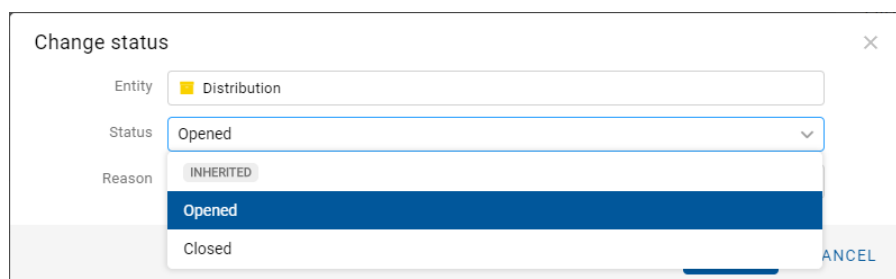 Change status
Entity
Distribution
Status
Opened
Reason
INHERITED
Opened
Closed
ANCEL